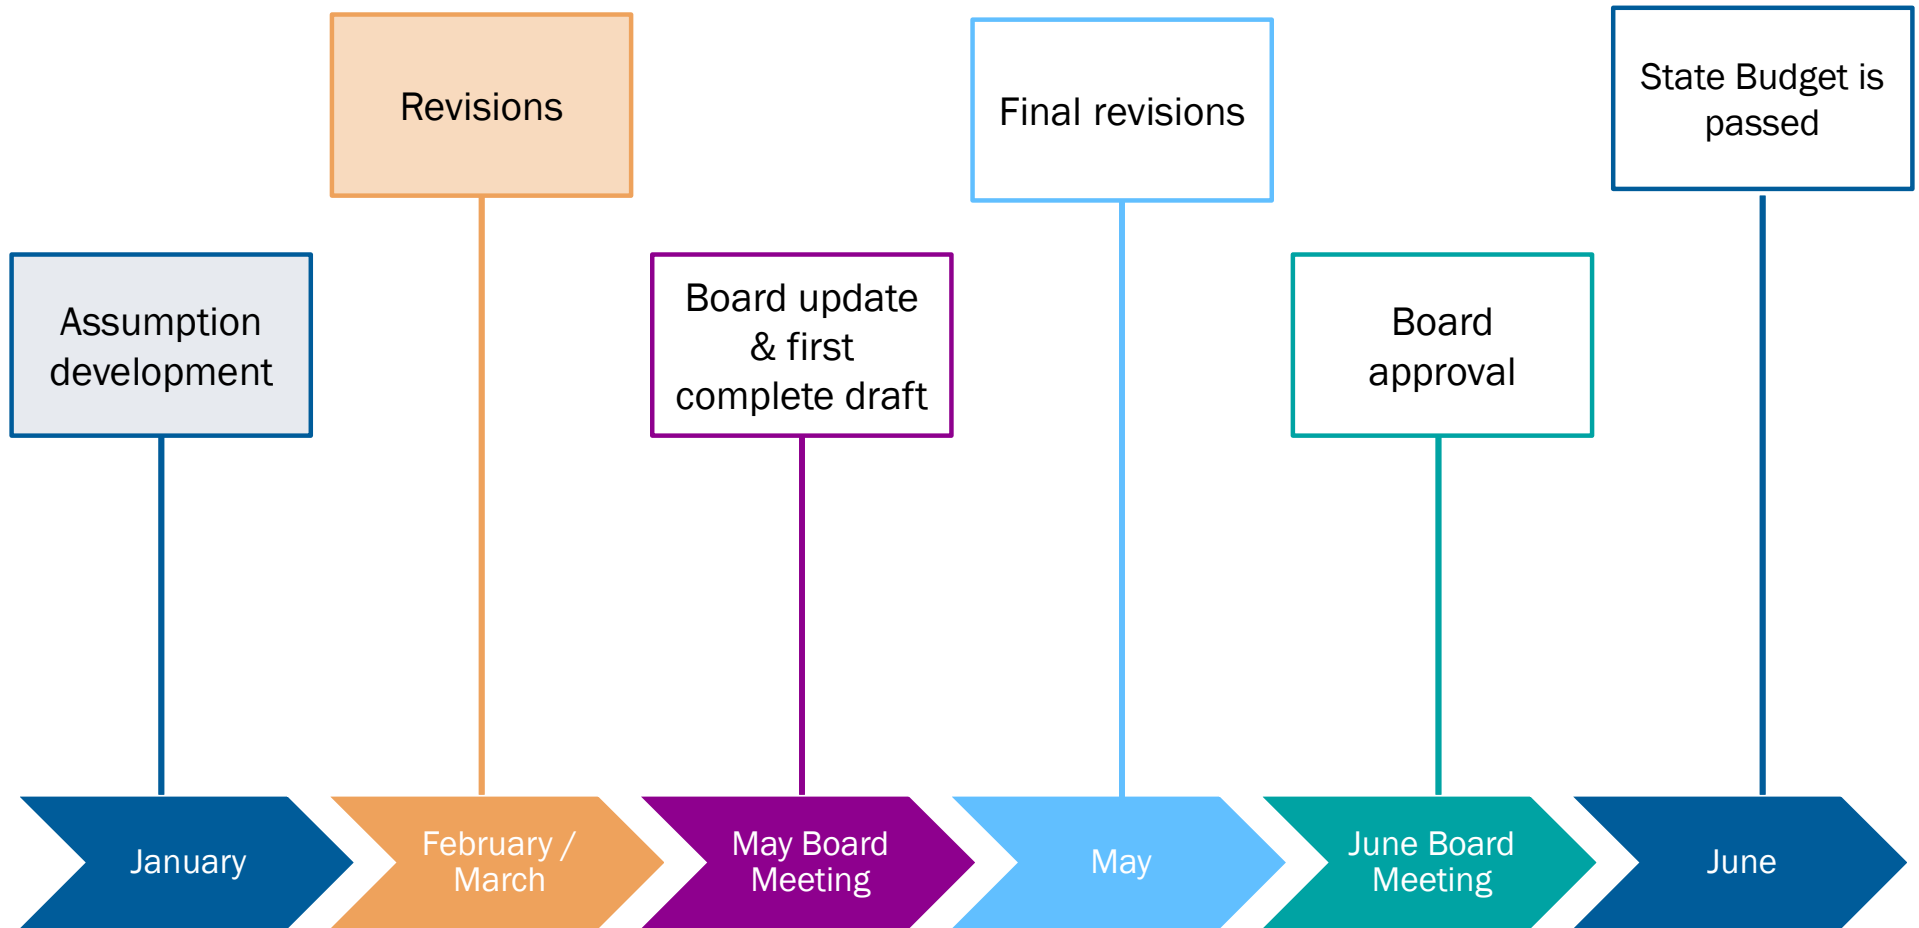 Assumption
development
Revisions
Board update
& first
complete draft
Final revisions
Board
approval
State Budget is
passed
January
February /
March
May Board
Meeting
May
June Board
Meeting
June